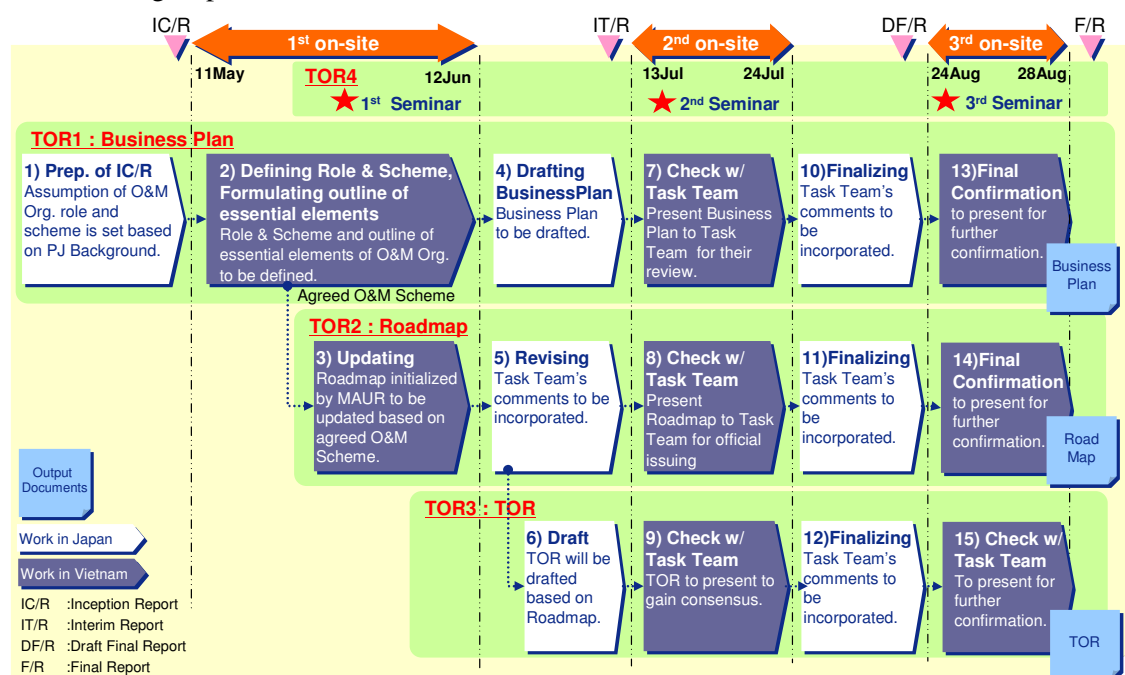 IC/R
IT/R
DF/R
F/R
1st on-site
2nd on-site
3rd on-site
11May
12Jun
13Jul
24Jul
24Aug
28Aug
TOR4
1st Seminar
2nd Seminar
3rd Seminar
TOR1 : Business Plan
1) Prep. of IC/R
Assumption of O&M
Org. role and
scheme is set based
on PJ Background.
2) Defining Role & Scheme,
Formulating outline of
essential elements
Role & Scheme and outline of
essential elements of O&M Org.
to be defined.
4) Drafting
BusinessPlan
Business Plan
to be drafted.
7) Check w/
Task Team
Present Business
Plan to Task
Team for their
review.
10)Finalizing
Task Team's
comments to
be
incorporated.
13)Final
Confirmation
to present for
further
confirmation.
Business
Plan
Agreed O&M Scheme
TOR2 : Roadmap
3) Updating
Roadmap initialized
by MAUR to be
updated based on
agreed O&M
Scheme.
5) Revising
Task Team's
comments to be
incorporated.
8) Check w/
Task Team
Present
Roadmap to Task
Team for official
issuing
11)Finalizing
Task Team's
comments to
be
incorporated.
14)Final
Confirmation
to present for
further
confirmation.
Road
Map
TOR3 : TOR
6) Draft
TOR will be
drafted
based on
Roadmap.
9) Check w/
Task Team
TOR to present to
gain consensus.
12)Finalizing
Task Team's
comments to
be
incorporated.
15) Check w/
Task Team
To present for
further
confirmation.
TOR
Output
Documents
Work in Japan
Work in Vietnam
IC/R :Inception Report
IT/R :Interim Report
DF/R :Draft Final Report
F/R :Final Report